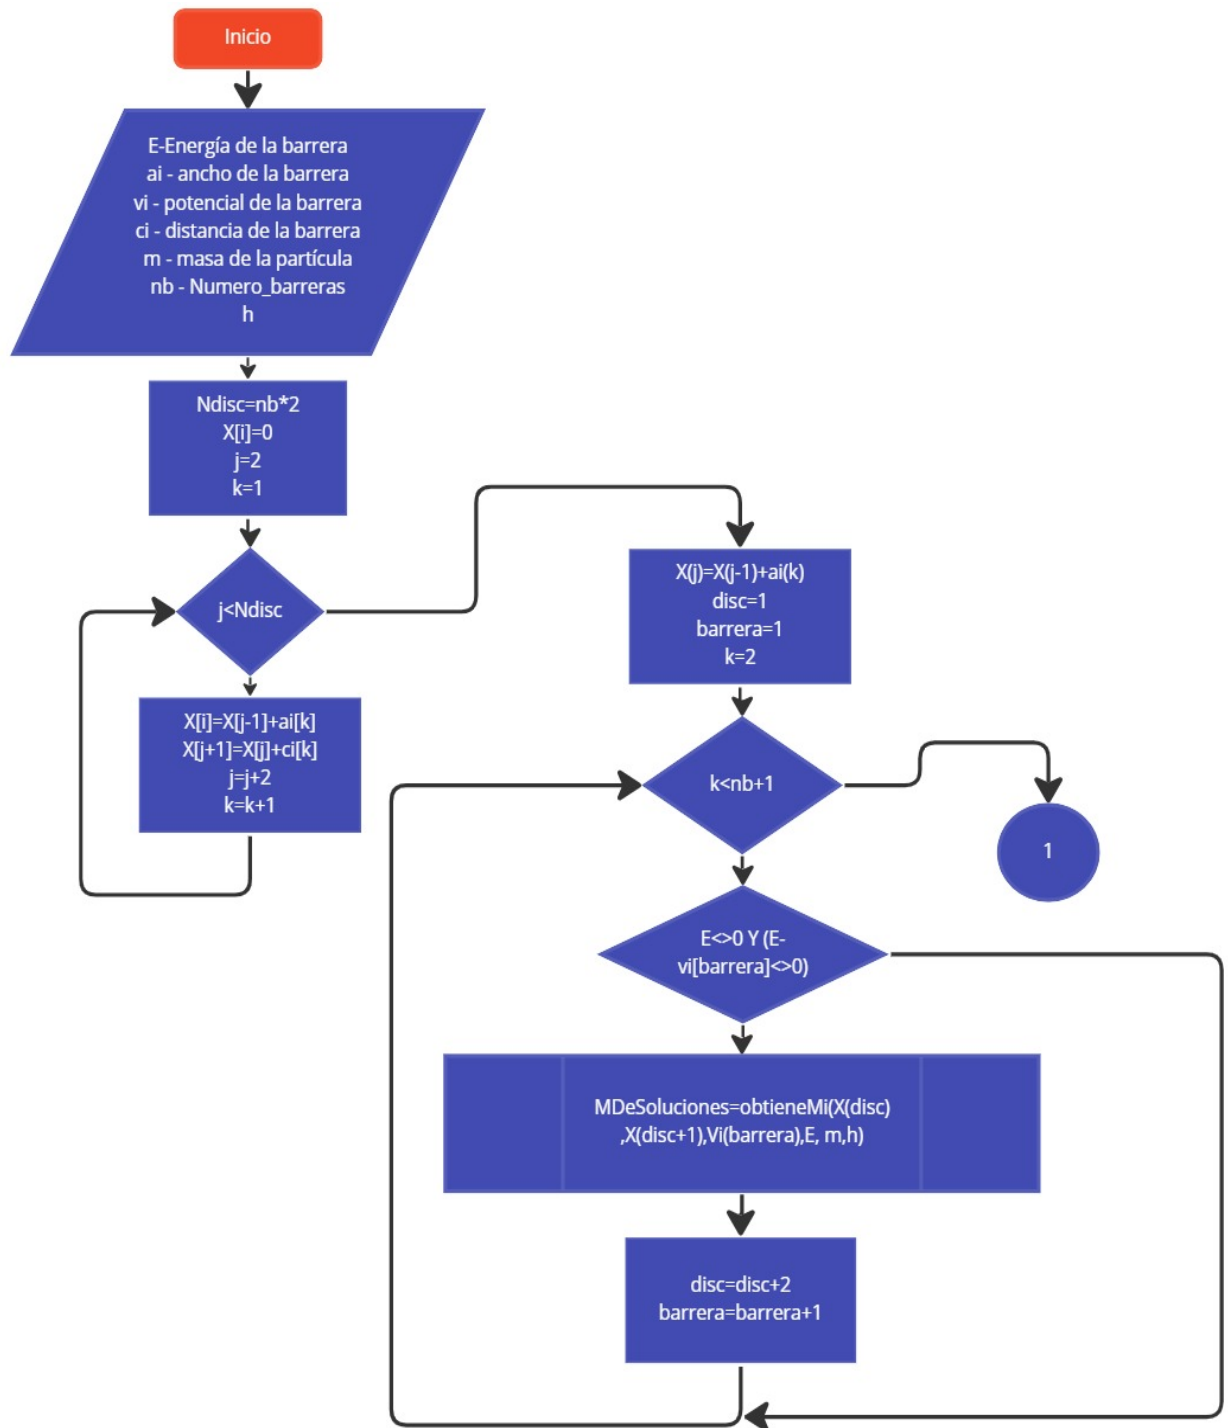 Inicio
E-Energía de la barrera
ai - ancho de la barrera
vi - potencial de la barrera
ci - distancia de la barrera
m - masa de la partícula
nb - Numero_barreras
h
Ndisc=nb*2
X[i]=0
j=2
k=1
j<Ndisc
X[i]=X[j-1]+ai[k]
X[j+1]=X[j]+ci[k]
j=j+2
k=k+1
X(j)=X(j-1)+ai(k)
disc=1
barrera=1
k=2
k<nb+1
1
E<>0 Y (E-
vi[barrera]<>0)
MDeSoluciones=obtieneMi(X(disc)
,X(disc+1),Vi(barrera),E, m,h)
disc=disc+2
barrera=barrera+1